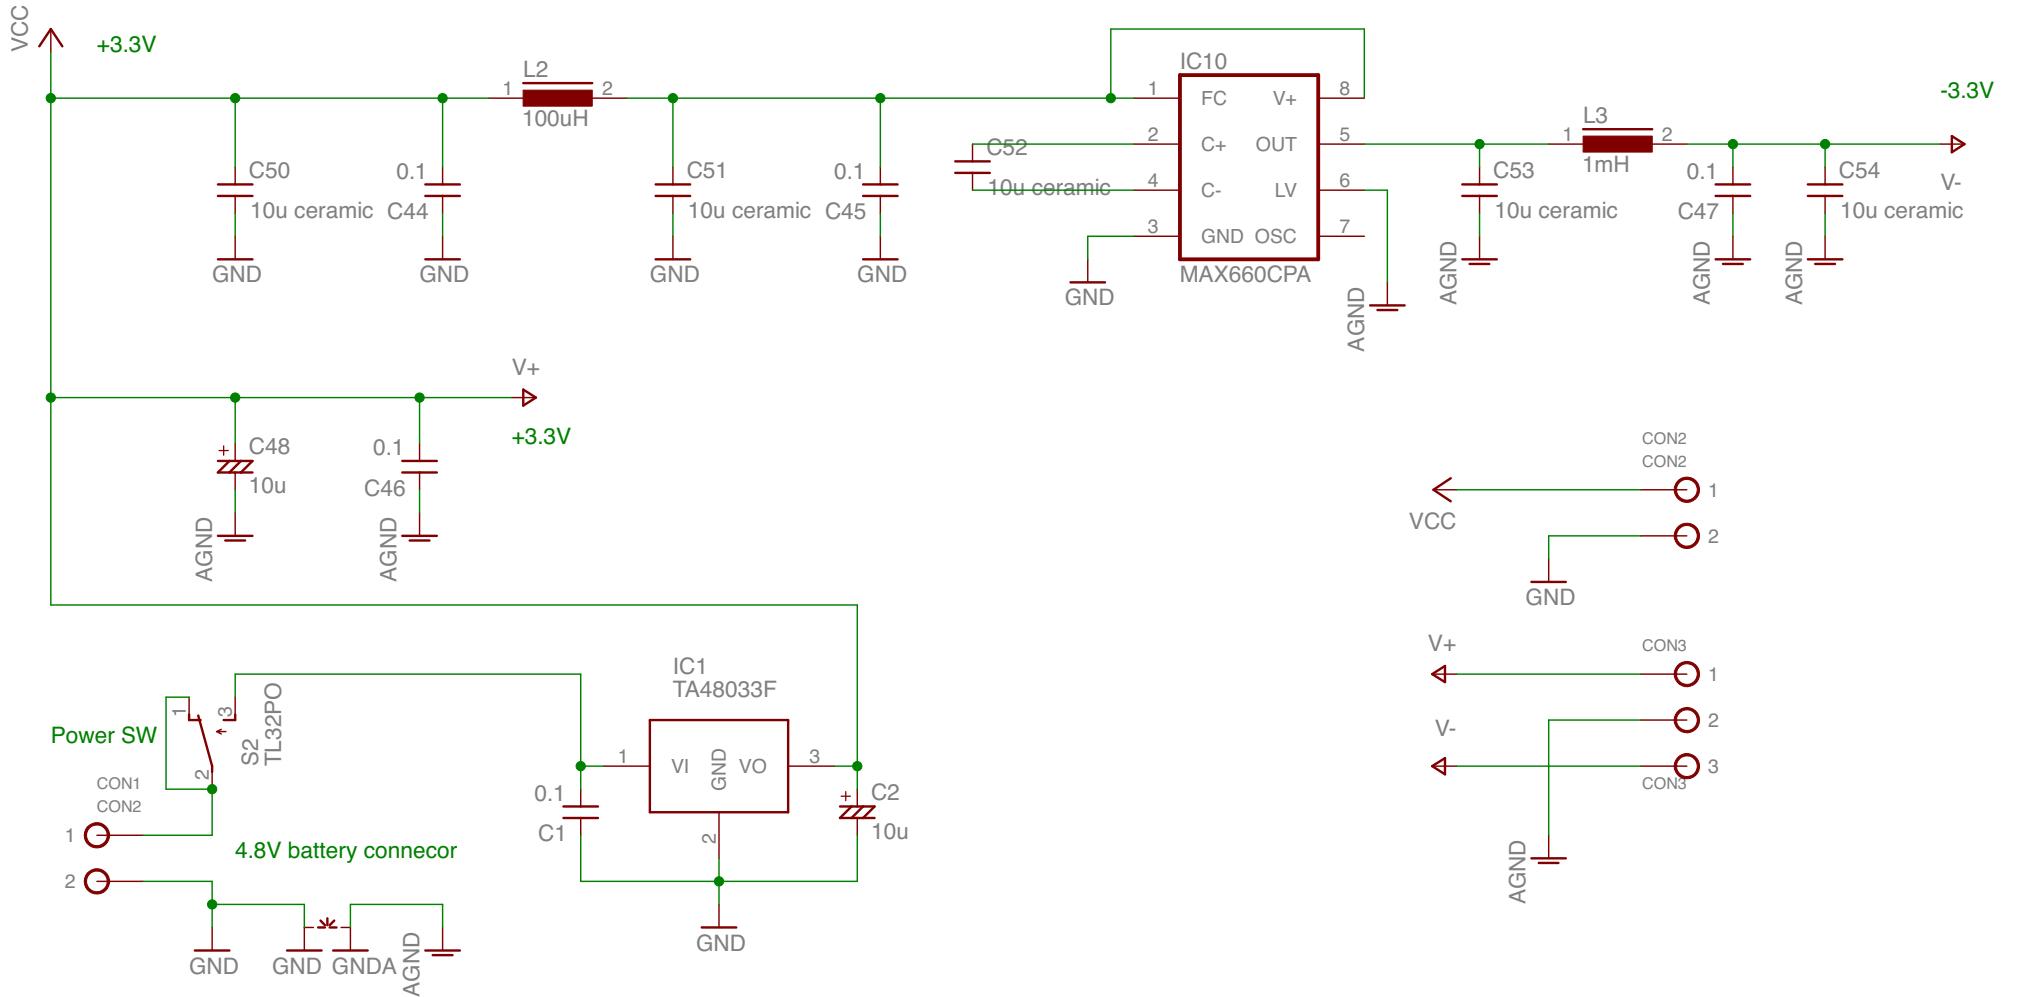 VCC
+3.3V
L2
1
2
100uH
C50
10u ceramic
GND
0.1
C44
GND
C51
10u ceramic
GND
0.1
C45
GND
C52
10u ceramic
IC10
1 FC V+ 8
2 C+ OUT 5
4 C- LV 6
3 GND OSC 7
MAX660CPA
GND
AGND
L3
1
2
1mH
C53
10u ceramic
AGND
0.1
C47
AGND
C54
10u ceramic
AGND
-3.3V
V-
V+
+3.3V
C48
+
10u
AGND
0.1
C46
AGND
CON2
CON2
1
VCC
2
GND
V+
CON3
1
2
V-
3
CON3
AGND
Power SW
1
3
2
S2
TL32PO
CON1
CON2
1
2
4.8V battery connecor
GND
GND
GNDA
AGND
IC1
TA48033F
1 VI GND VO 3
2
0.1
C1
+
C2
10u
GND